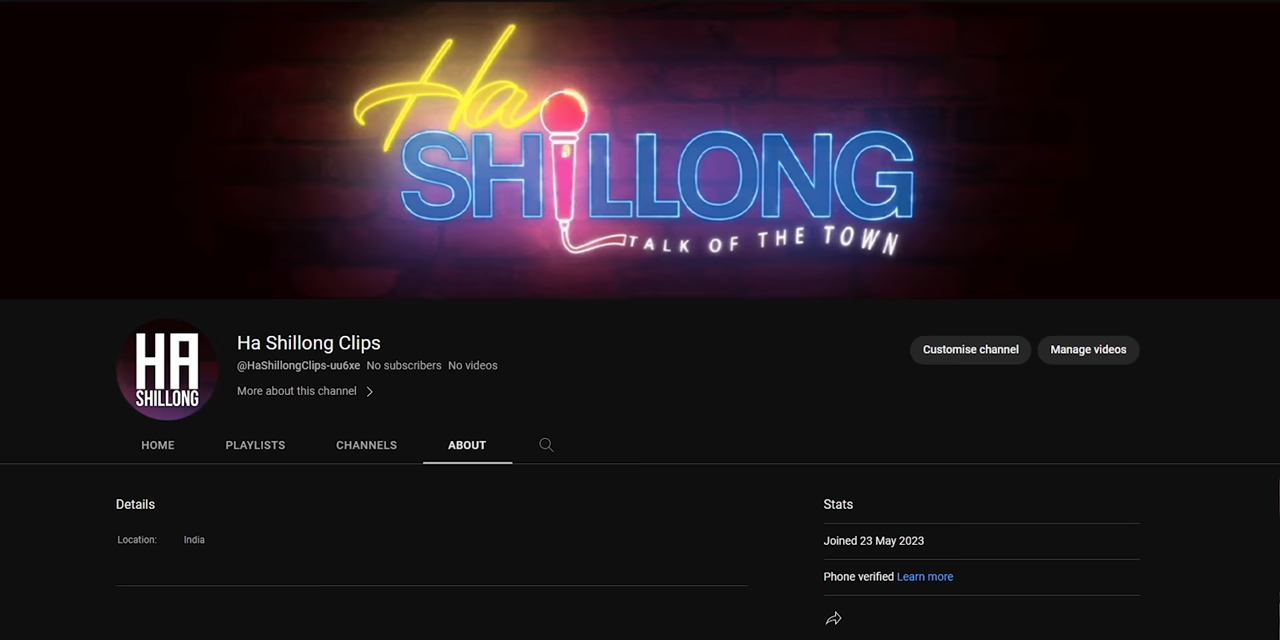 Ha
SHILLONG
TALK OF THE TOWN
HA
SHILLONG
Ha Shillong Clips
@HaShillongClips-uu6xe No subscribers No videos
More about this channel
Customise channel
Manage videos
HOME
PLAYLISTS
CHANNELS
ABOUT
Details
Location: India
Stats
Joined 23 May 2023
Phone verified Learn more